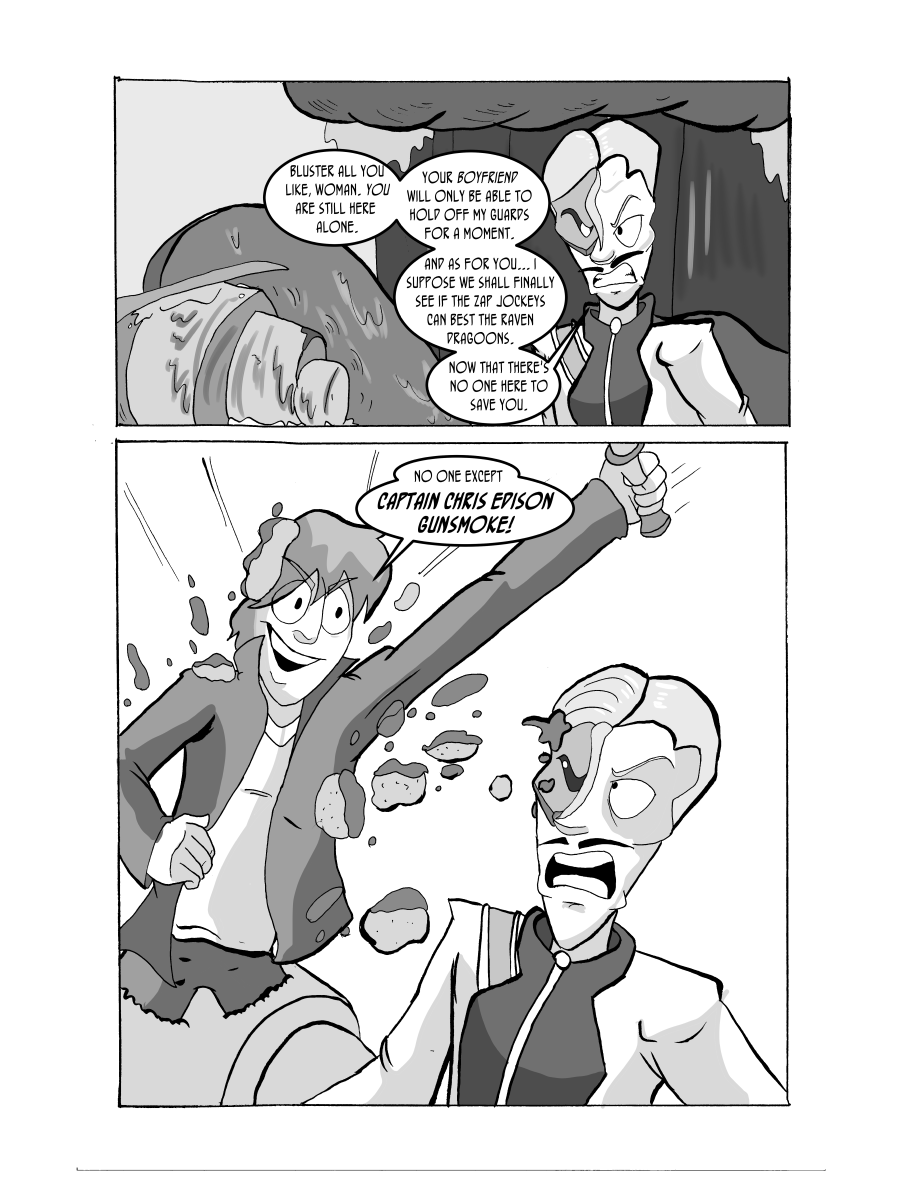 BLUSTER ALL YOU
LIKE, WOMAN. YOU
ARE STILL HERE
ALONE.
YOUR BOYFRIEND
WILL ONLY BE ABLE TO
HOLD OFF MY GUARDS
FOR A MOMENT.
AND AS FOR YOU... I
SUPPOSE WE SHALL FINALLY
SEE IF THE ZAP JOCKEYS
CAN BEST THE RAVEN
DRAGOONS.
NOW THAT THERE'S
NO ONE HERE TO
SAVE YOU.
NO ONE EXCEPT
CAPTAIN CHRIS EDISON
GUNSMOKE!